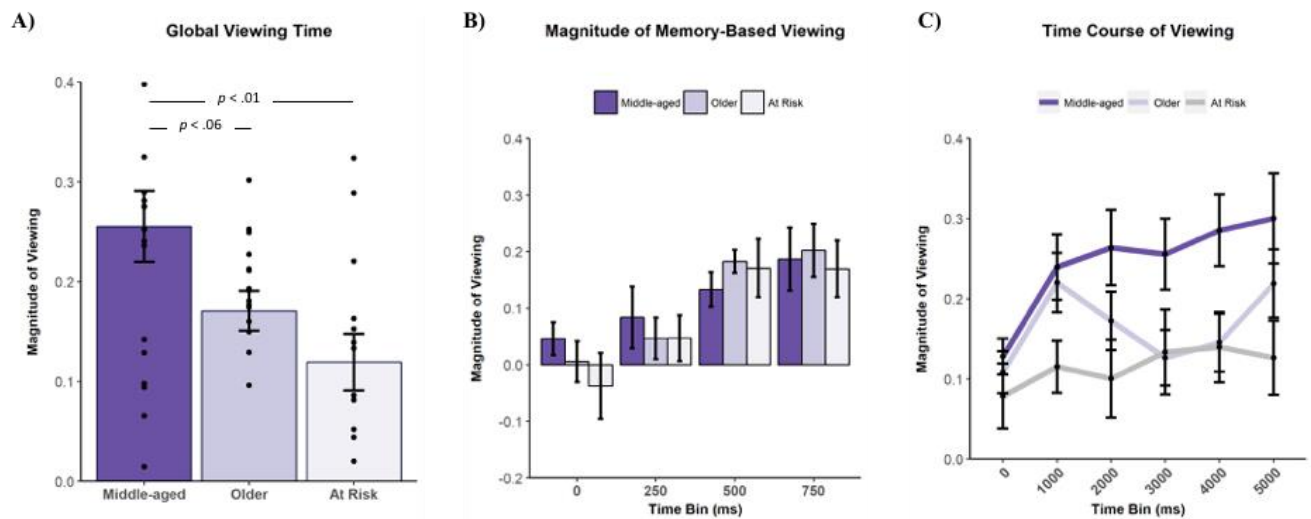 A)
Global Viewing Time
Magnitude of Viewing
0.4
0.3
0.2
0.1
0.0
p < .01
p < .06
Middle-aged
Older
At Risk
B)
Magnitude of Memory-Based Viewing
Middle-aged
Older
At Risk
Magnitude of Viewing
0.4
0.3
0.2
0.1
0.0
-0.1
-0.2
0
250
500
750
Time Bin (ms)
C)
Time Course of Viewing
Middle-aged
Older
At Risk
Magnitude of Viewing
0.4
0.3
0.2
0.1
0.0
0
1000
2000
3000
4000
5000
Time Bin (ms)